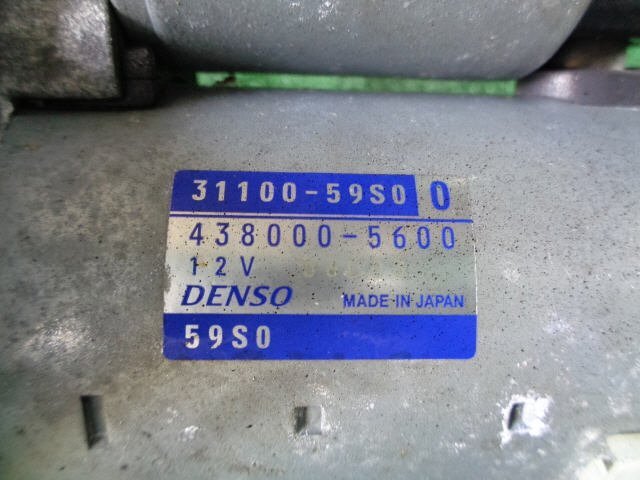 31100-59S0 0
438000-5600
12V
DENSO MADE IN JAPAN
59S0